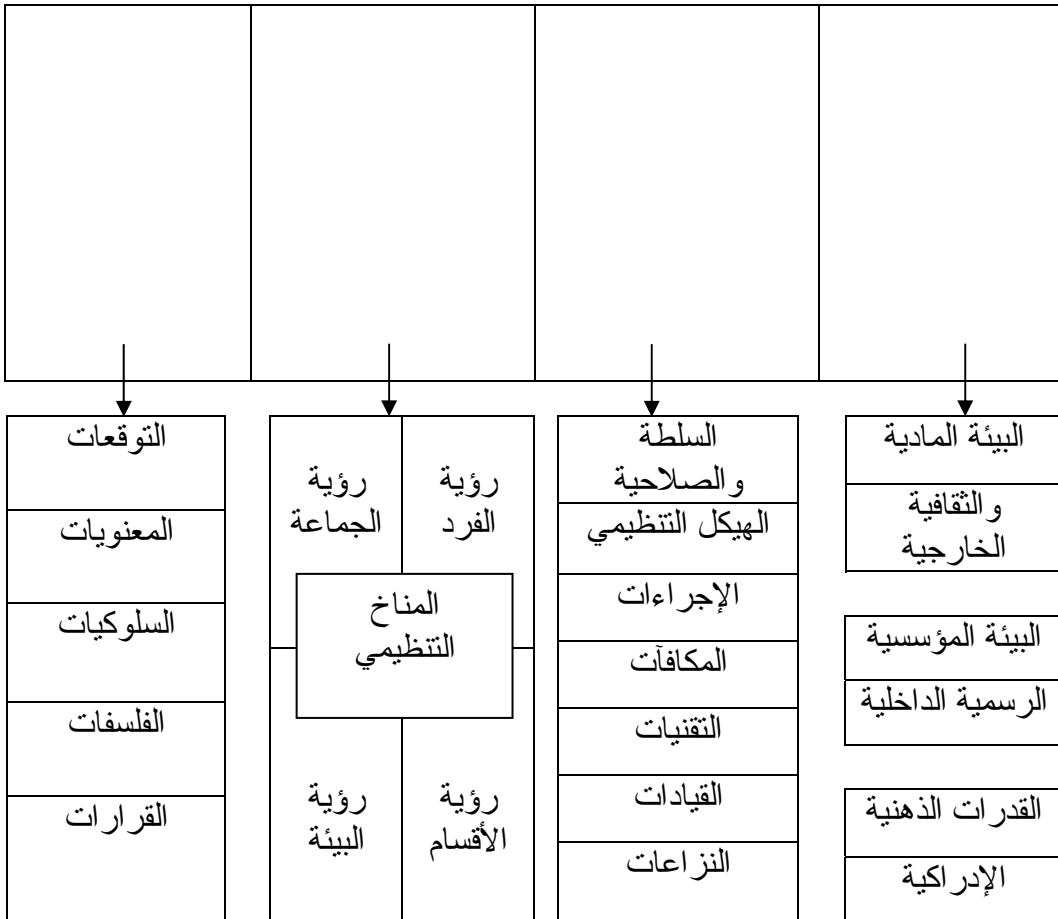 البيئة المادية
والثقافية
الخارجية
البيئة المؤسسية
الرسمية الداخلية
القدرات الذهنية
الإدراكية
السلطة
والصلاحية
الهيكل التنظيمي
الإجراءات
المكافآت
التقنيات
القيادات
النزاعات
رؤية
الفرد
رؤية
الجماعة
المناخ
التنظيمي
رؤية
الأقسام
رؤية
البيئة
التوقعات
المعنويات
السلوكيات
الفلسفات
القرارات